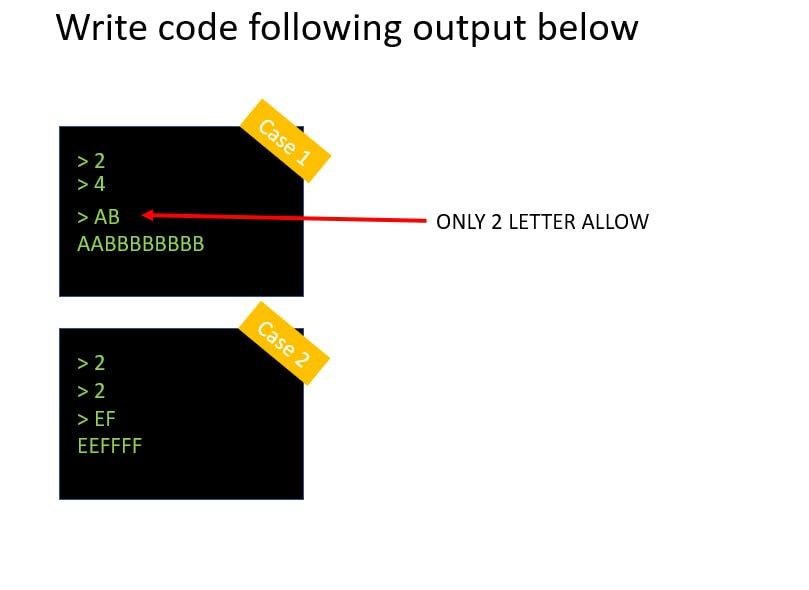 Write code following output below
Case 1
> 2
> 4
> AB
AABBBBBBBB
ONLY 2 LETTER ALLOW
Case 2
> 2
> 2
> EF
EEFFFF